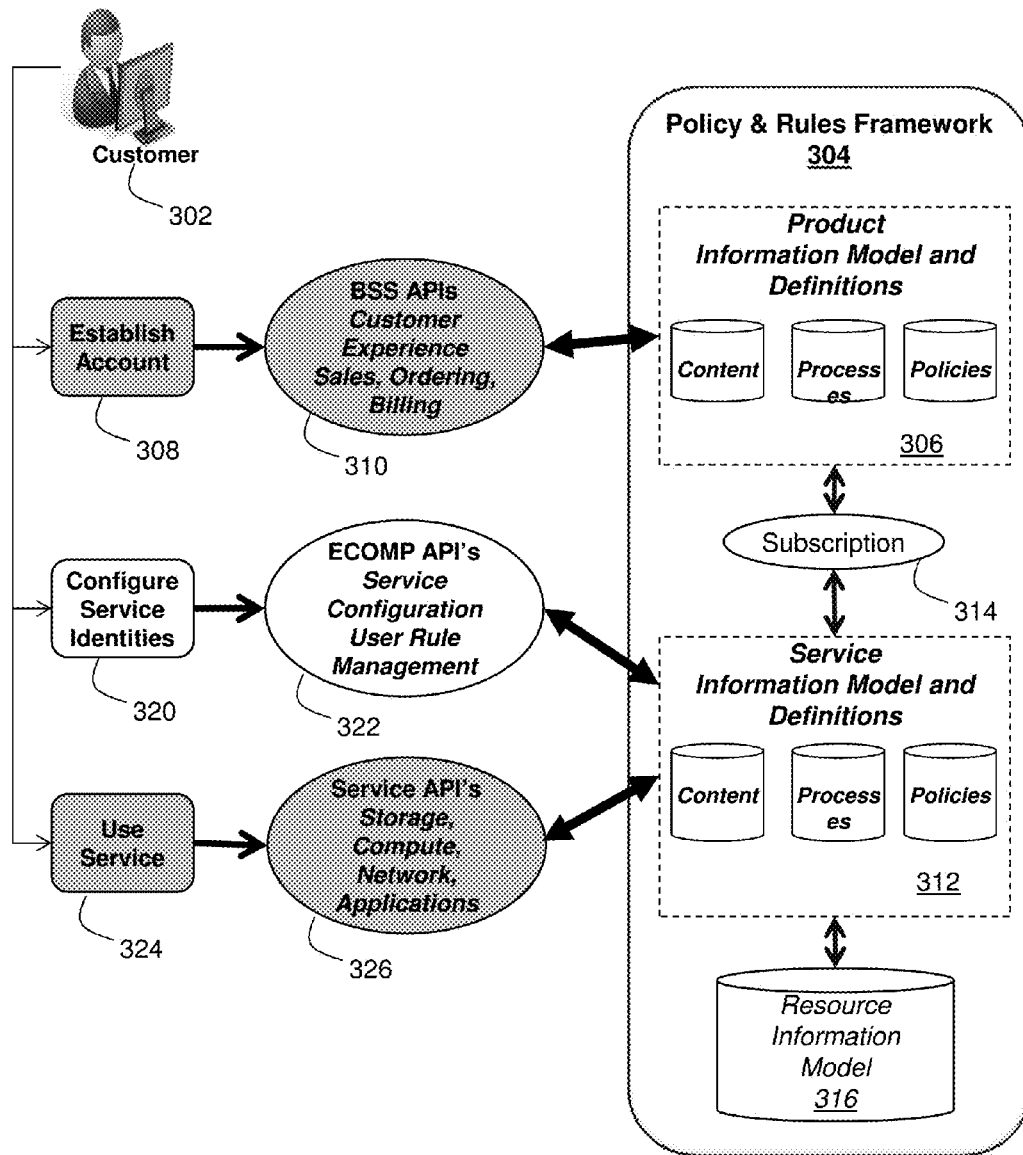 Customer
302
Policy & Rules Framework
304
Product
Information Model and
Definitions
Content
Process
es
Policies
306
Establish
Account
308
BSS APIs
Customer
Experience
Sales, Ordering,
Billing
310
Subscription
314
Configure
Service
Identities
320
ECOMP API's
Service
Configuration
User Rule
Management
322
Service
Information Model and
Definitions
Content
Process
es
Policies
312
Use
Service
324
Service API's
Storage,
Compute,
Network,
Applications
326
Resource
Information
Model
316